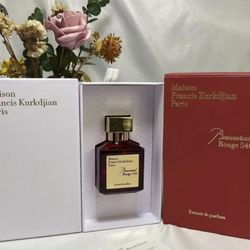 Maison
Francis Kurkdjian
Paris
Maison
Francis Kurkdjian
Paris
Baccarat
Rouge 540
Extrait de parfum
Maison
Francis Kurkdjian
Paris
Baccarat
Rouge 540
Extrait de parfum